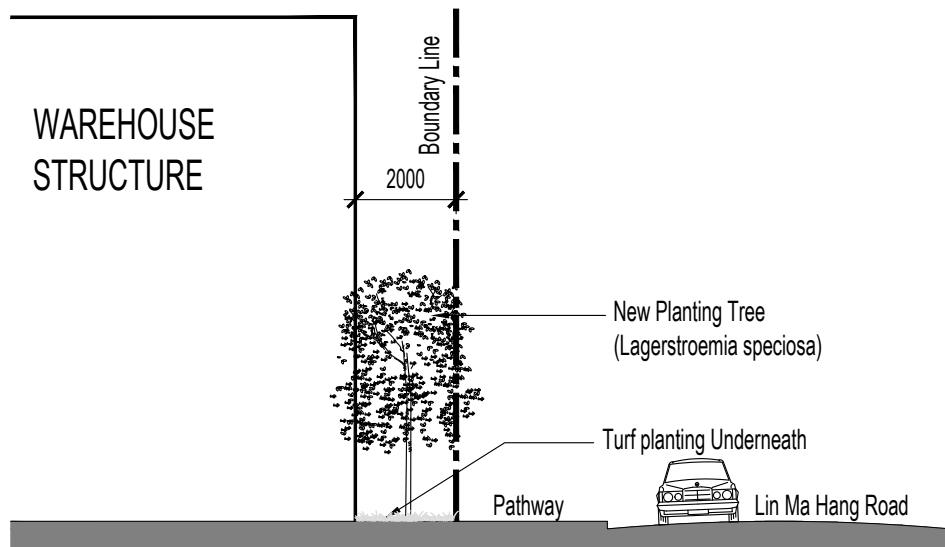 WAREHOUSE
STRUCTURE
Boundary Line
2000
New Planting Tree
(Lagerstroemia speciosa)
Turf planting Underneath
Pathway
Lin Ma Hang Road